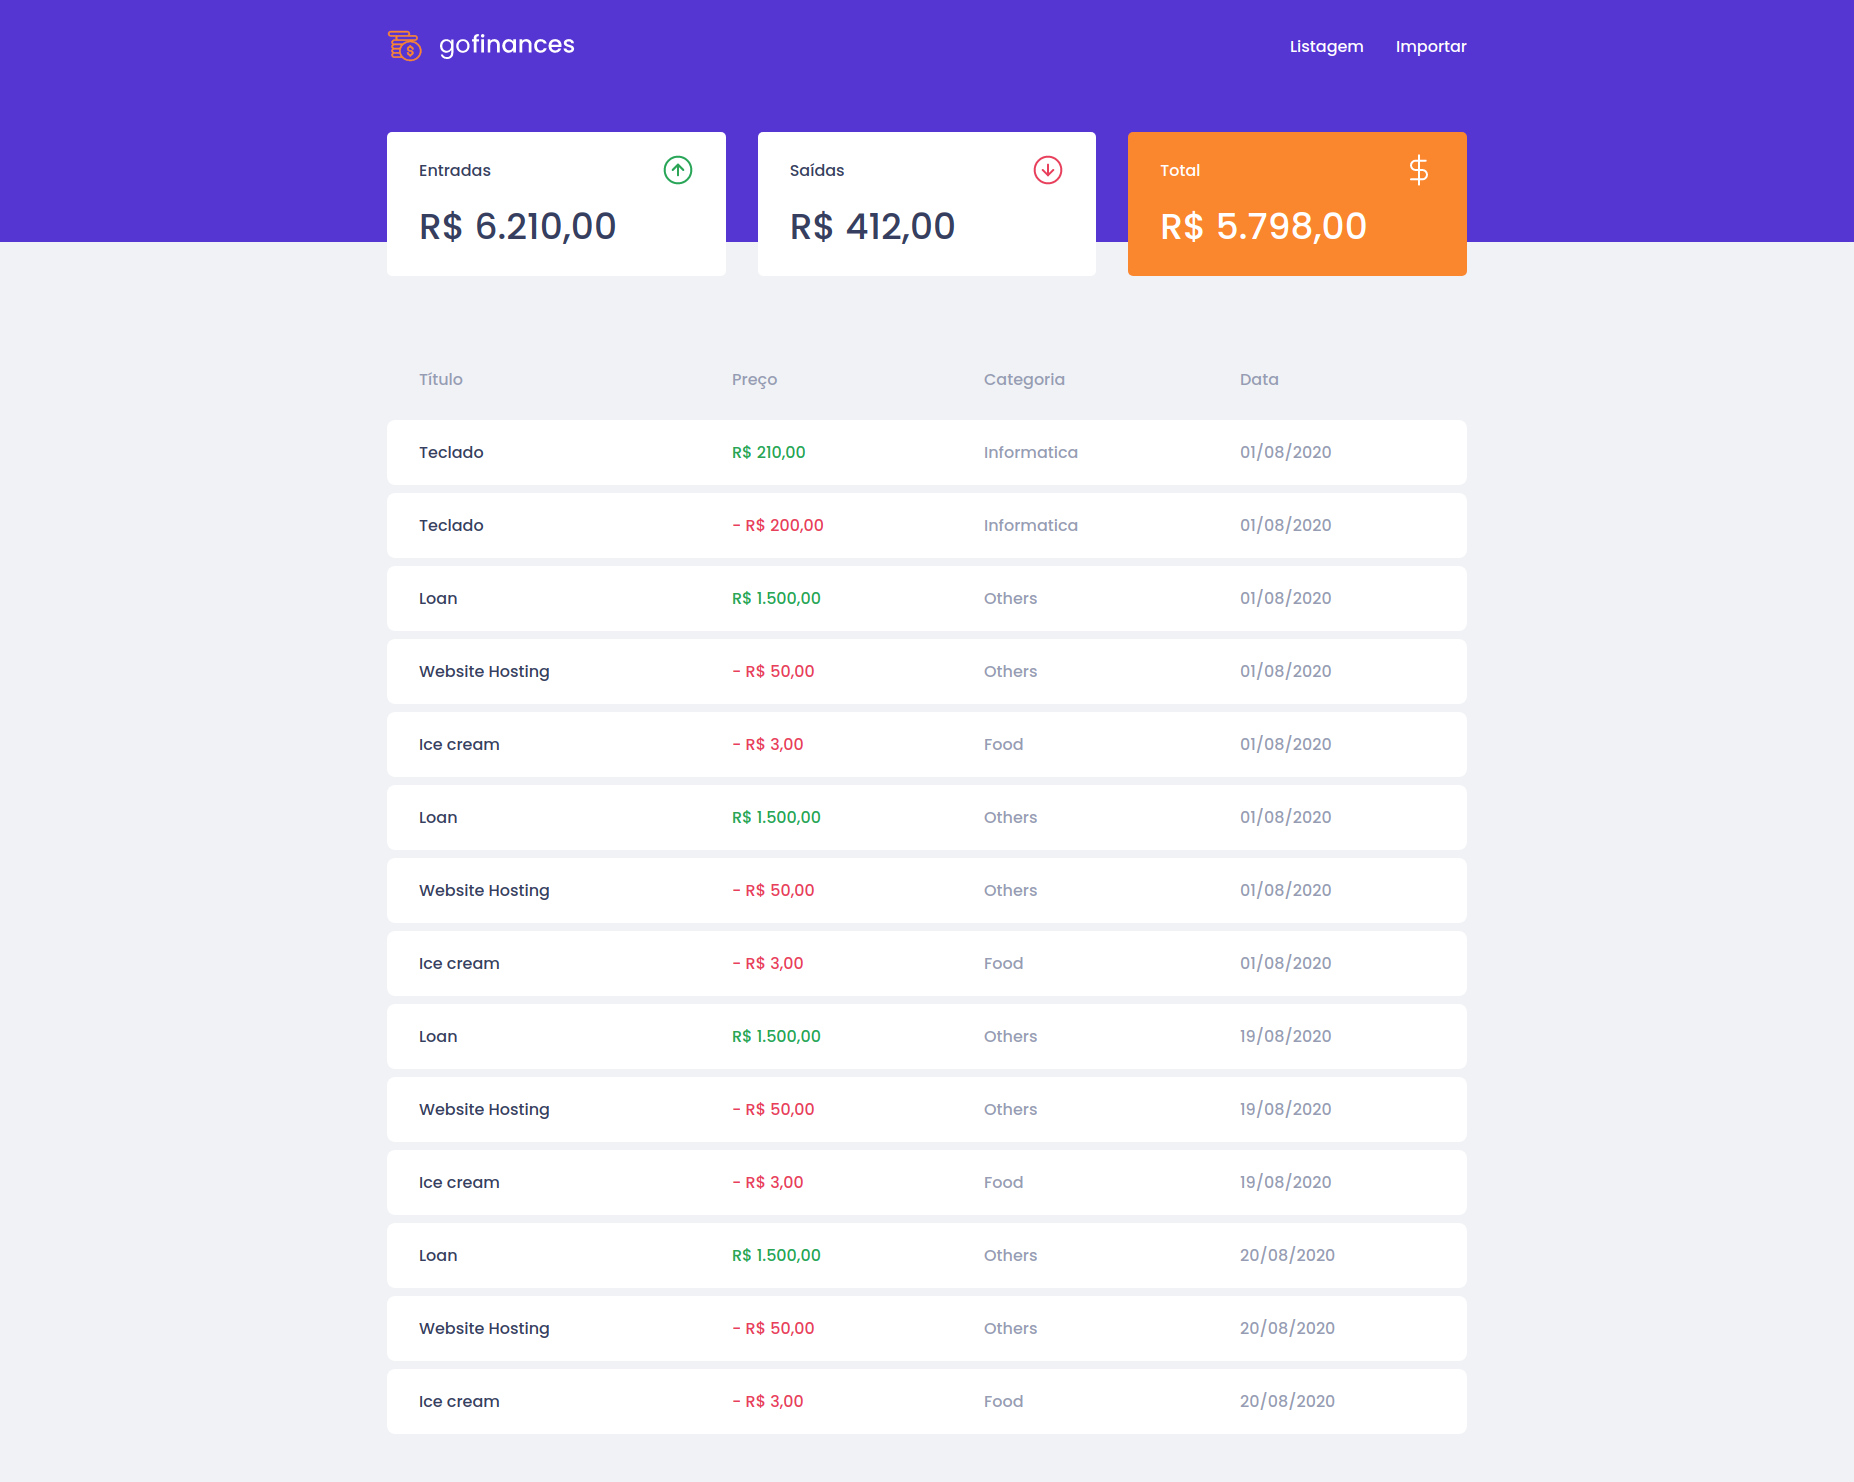 gofinances Listagem Importar
Entradas Saídas Total
R$ 6.210,00 R$ 412,00 R$ 5.798,00
Título Preço Categoria Data
Teclado R$ 210,00 Informatica 01/08/2020
Teclado - R$ 200,00 Informatica 01/08/2020
Loan R$ 1.500,00 Others 01/08/2020
Website Hosting - R$ 50,00 Others 01/08/2020
Ice cream - R$ 3,00 Food 01/08/2020
Loan R$ 1.500,00 Others 01/08/2020
Website Hosting - R$ 50,00 Others 01/08/2020
Ice cream - R$ 3,00 Food 01/08/2020
Loan R$ 1.500,00 Others 19/08/2020
Website Hosting - R$ 50,00 Others 19/08/2020
Ice cream - R$ 3,00 Food 19/08/2020
Loan R$ 1.500,00 Others 20/08/2020
Website Hosting - R$ 50,00 Others 20/08/2020
Ice cream - R$ 3,00 Food 20/08/2020